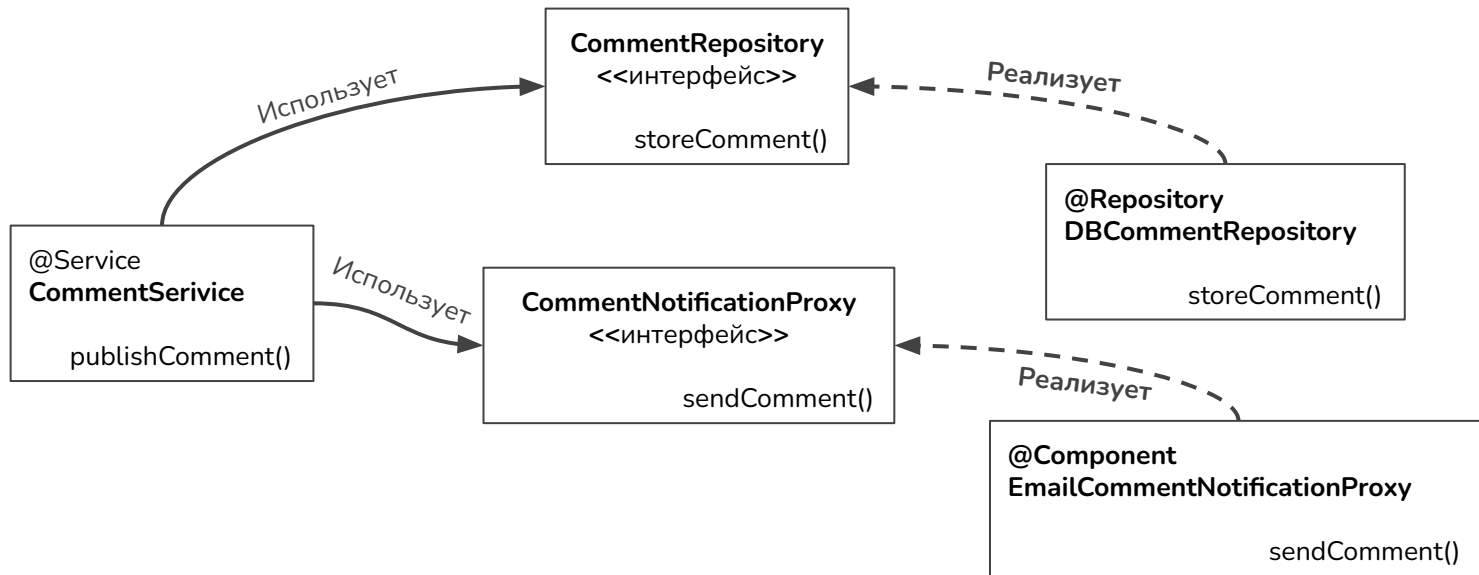 CommentRepository
<<интерфейс>>
storeComment()
Использует
Реализует
@Repository
DBCommentRepository
storeComment()
@Service
CommentSerivice
publishComment()
Использует
CommentNotificationProxy
<<интерфейс>>
sendComment()
Реализует
@Component
EmailCommentNotificationProxy
sendComment()